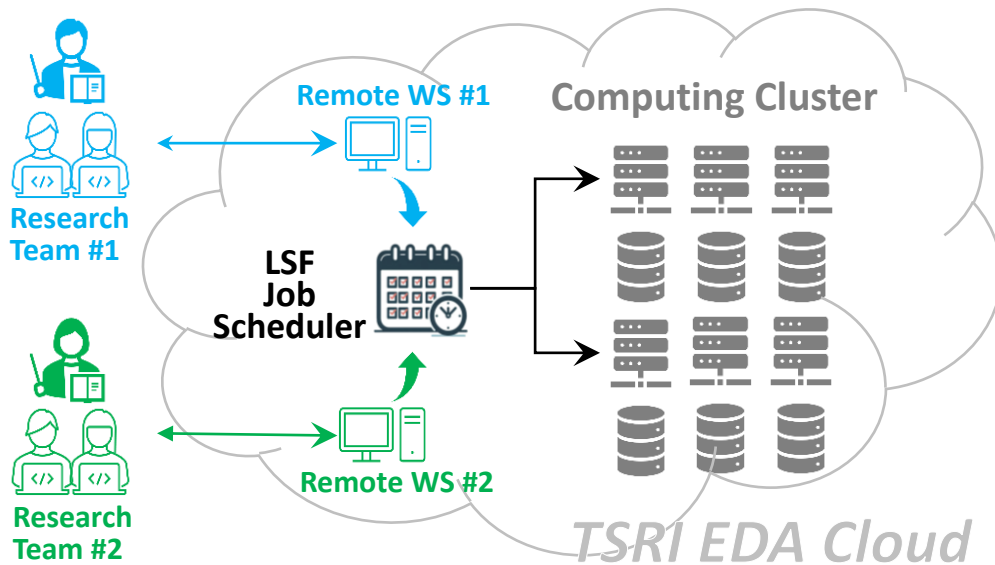 Remote WS #1
Computing Cluster
</>
</>
Research
Team #1
LSF
Job
Scheduler
</>
</>
Remote WS #2
Research
Team #2
TSRI EDA Cloud